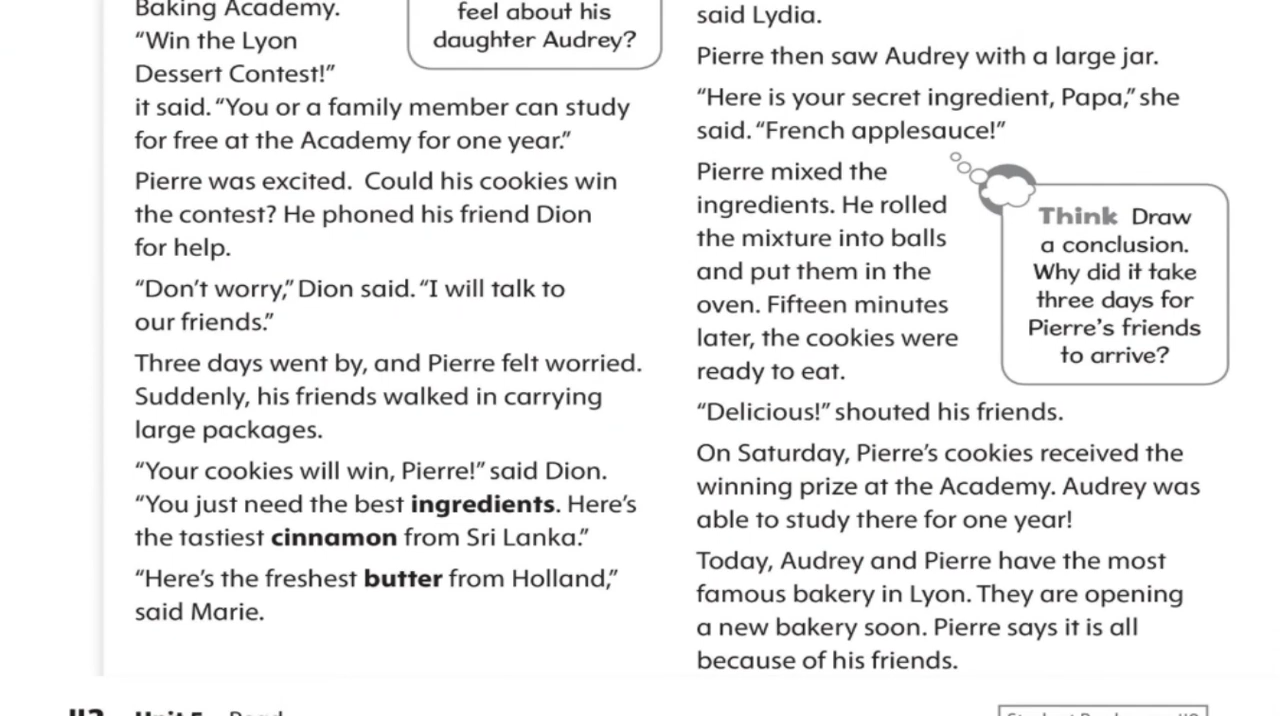 Baking Academy.
“Win the Lyon
Dessert Contest!”
it said. “You or a family member can study
for free at the Academy for one year.”
Pierre was excited. Could his cookies win
the contest? He phoned his friend Dion
for help.
“Don’t worry,” Dion said. “I will talk to
our friends.”
Three days went by, and Pierre felt worried.
Suddenly, his friends walked in carrying
large packages.
“Your cookies will win, Pierre!” said Dion.
“You just need the best ingredients. Here’s
the tastiest cinnamon from Sri Lanka.”
“Here’s the freshest butter from Holland,”
said Marie.
feel about his
daughter Audrey?
said Lydia.
Pierre then saw Audrey with a large jar.
“Here is your secret ingredient, Papa,” she
said. “French applesauce!”
Pierre mixed the
ingredients. He rolled
the mixture into balls
and put them in the
oven. Fifteen minutes
later, the cookies were
ready to eat.
Think Draw
a conclusion.
Why did it take
three days for
Pierre’s friends
to arrive?
“Delicious!” shouted his friends.
On Saturday, Pierre’s cookies received the
winning prize at the Academy. Audrey was
able to study there for one year!
Today, Audrey and Pierre have the most
famous bakery in Lyon. They are opening
a new bakery soon. Pierre says it is all
because of his friends.
Unit 5 Read